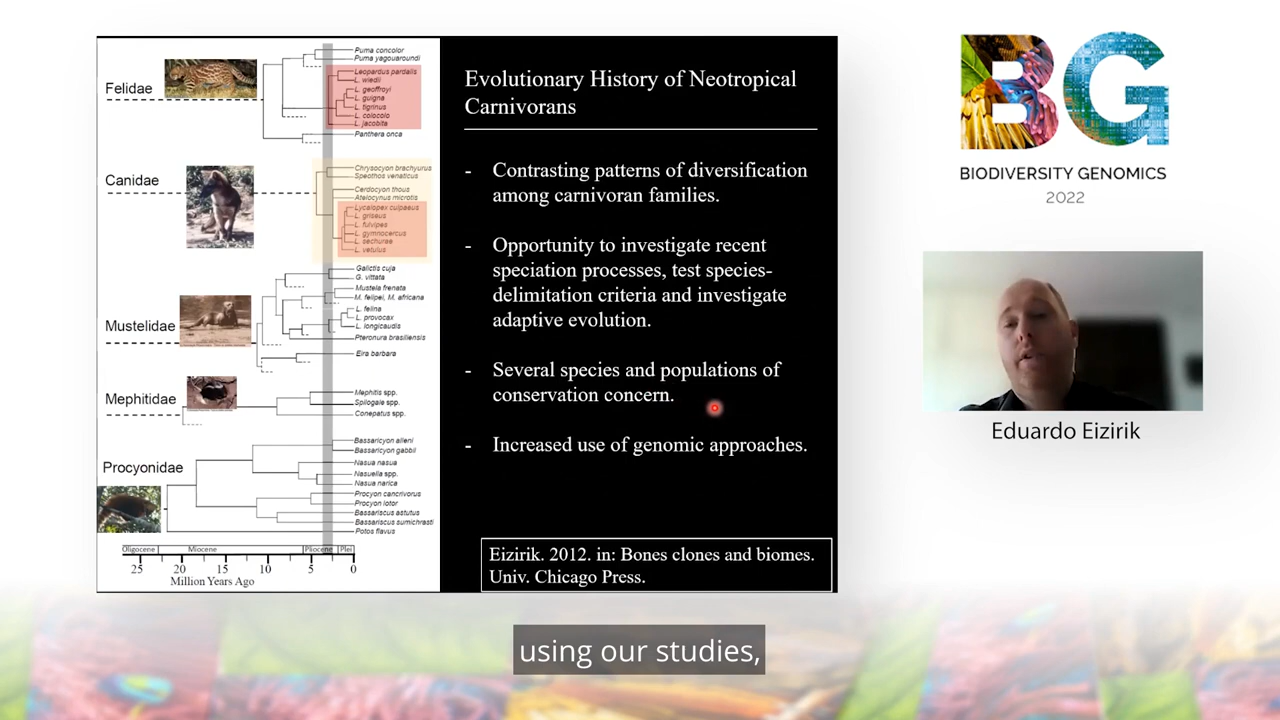 Felidae
Puma concolor
Puma yagouaroundi
Leopardus pardalis
L. wiedii
L. geoffroyi
L. guigna
L. tigrinus
L. colocolo
L. jacobita
Panthera onca
Canidae
Chrysocyon brachyurus
Speothos venaticus
Cerdocyon thous
Atelocynus microtis
Lycalopex culpaeus
L. griseus
L. fulvipes
L. gymnocercus
L. sechurae
L. vetulus
Mustelidae
Galictis cuja
G. vittata
Mustela frenata
M. felipei, M. africana
L. felina
L. provocax
L. longicaudis
Pteronura brasiliensis
Eira barbara
Mephitidae
Mephitis spp.
Spilogale spp.
Conepatus spp.
Procyonidae
Bassaricyon alleni
Bassaricyon gabbii
Nasua nasua
Nasuella spp.
Nasua narica
Procyon cancrivorus
Procyon lotor
Bassariscus astutus
Bassariscus sumichrasti
Potos flavus
Oligocene Miocene Pliocene Plei
25 20 15 10 5 0
Million Years Ago
Evolutionary History of Neotropical
Carnivorans
- Contrasting patterns of diversification
among carnivoran families.
- Opportunity to investigate recent
speciation processes, test species-
delimitation criteria and investigate
adaptive evolution.
- Several species and populations of
conservation concern.
- Increased use of genomic approaches.
Eizirik. 2012. in: Bones clones and biomes.
Univ. Chicago Press.
BG
BIODIVERSITY GENOMICS
2022
Eduardo Eizirik
using our studies,